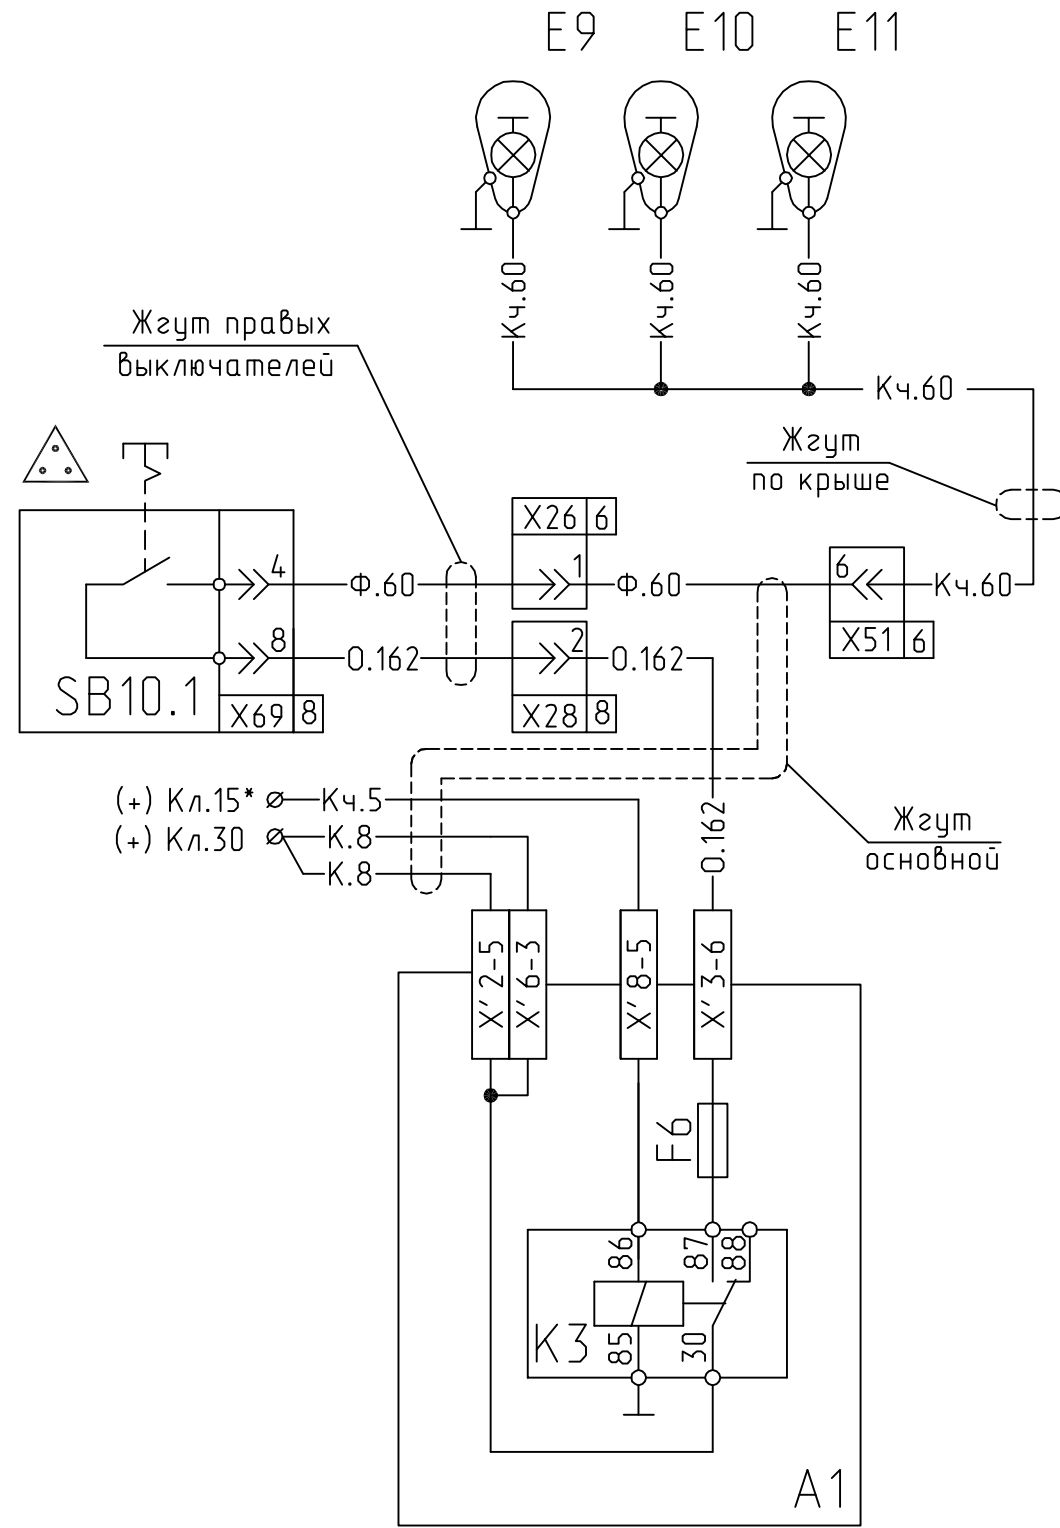 E9 E10 E11
Кч.60 Кч.60 Кч.60
Кч.60
Жгут правых
выключателей
Жгут
по крыше
X26 6
4 Ф.60 1 Ф.60 6 Кч.60
X51 6
8 О.162 2 О.162
SB10.1
X69 8
X28 8
(+) Кл.15* Кч.5
(+) Кл.30 К.8
К.8
О.162
Жгут
основной
X'2-5 X'6-3 X'8-5 X'3-6
F6
86 87 88
K3 85 30
A1